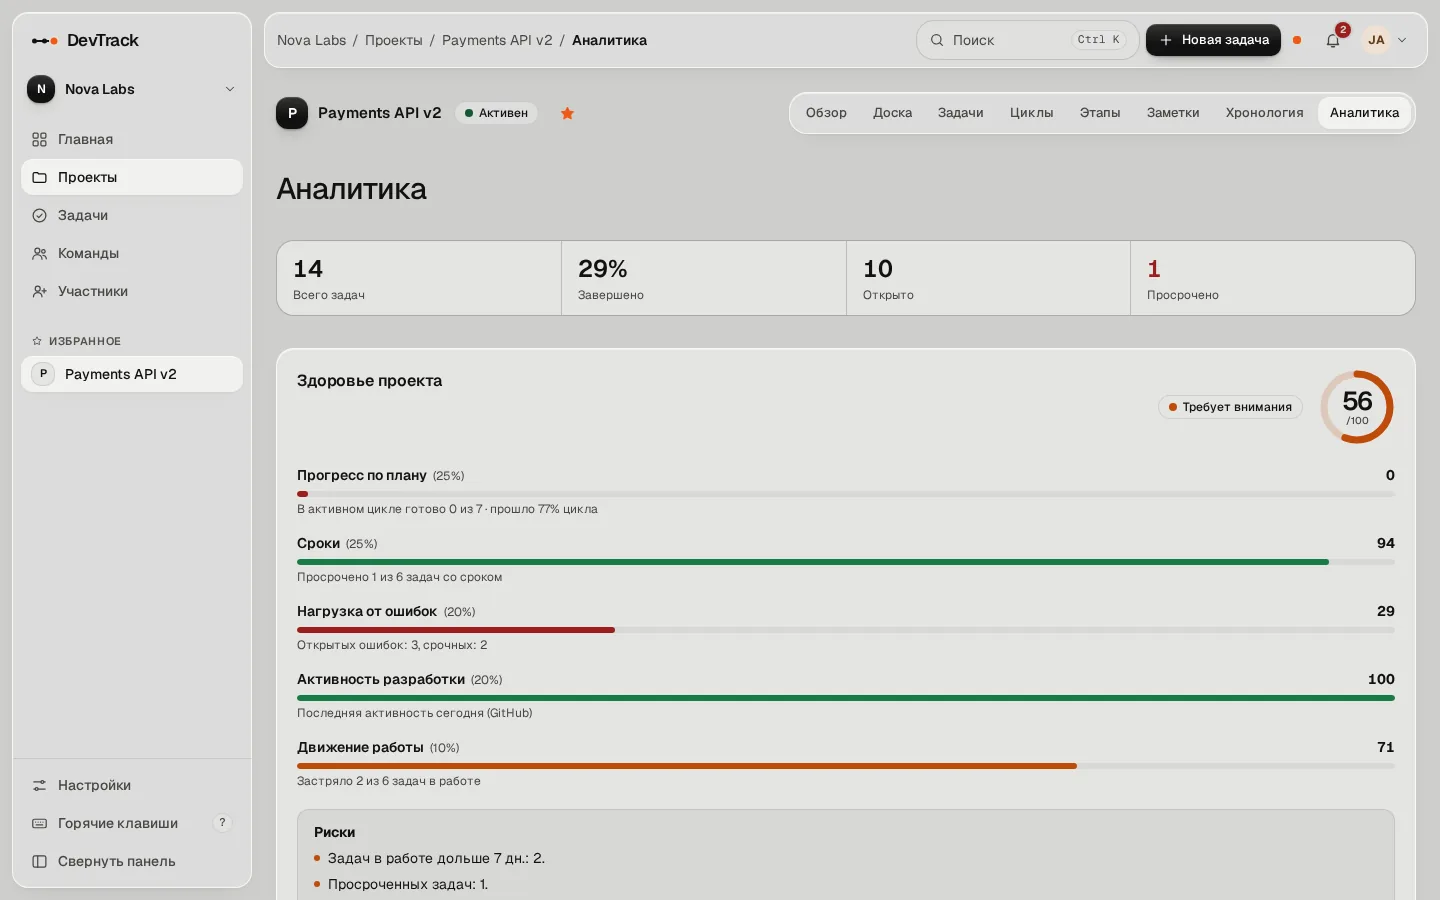 DevTrack
N Nova Labs
Главная
Проекты
Задачи
Команды
Участники
ИЗБРАННОЕ
P Payments API v2
Настройки
Горячие клавиши ?
Свернуть панель
Nova Labs / Проекты / Payments API v2 / Аналитика
Поиск Ctrl K
+ Новая задача
2
JA
P Payments API v2 Активен
Обзор Доска Задачи Циклы Этапы Заметки Хронология Аналитика
Аналитика
14 29% 10 1
Всего задач Завершено Открыто Просрочено
Здоровье проекта
Требует внимания
56
/100
Прогресс по плану (25%) 0
В активном цикле готово 0 из 7 · прошло 77% цикла
Сроки (25%) 94
Просрочено 1 из 6 задач со сроком
Нагрузка от ошибок (20%) 29
Открытых ошибок: 3, срочных: 2
Активность разработки (20%) 100
Последняя активность сегодня (GitHub)
Движение работы (10%) 71
Застряло 2 из 6 задач в работе
Риски
Задач в работе дольше 7 дн.: 2.
Просроченных задач: 1.